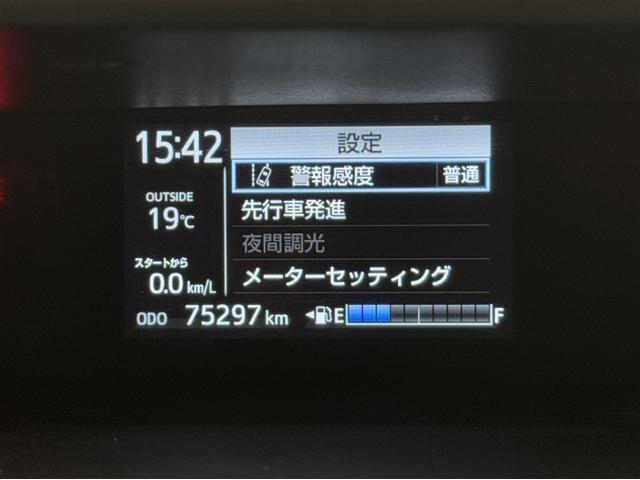 15:42
設定
警報感度 普通
OUTSIDE
19℃
先行車発進
夜間調光
スタートから
0.0 km/L
メーターセッティング
ODO 75297 km
E F